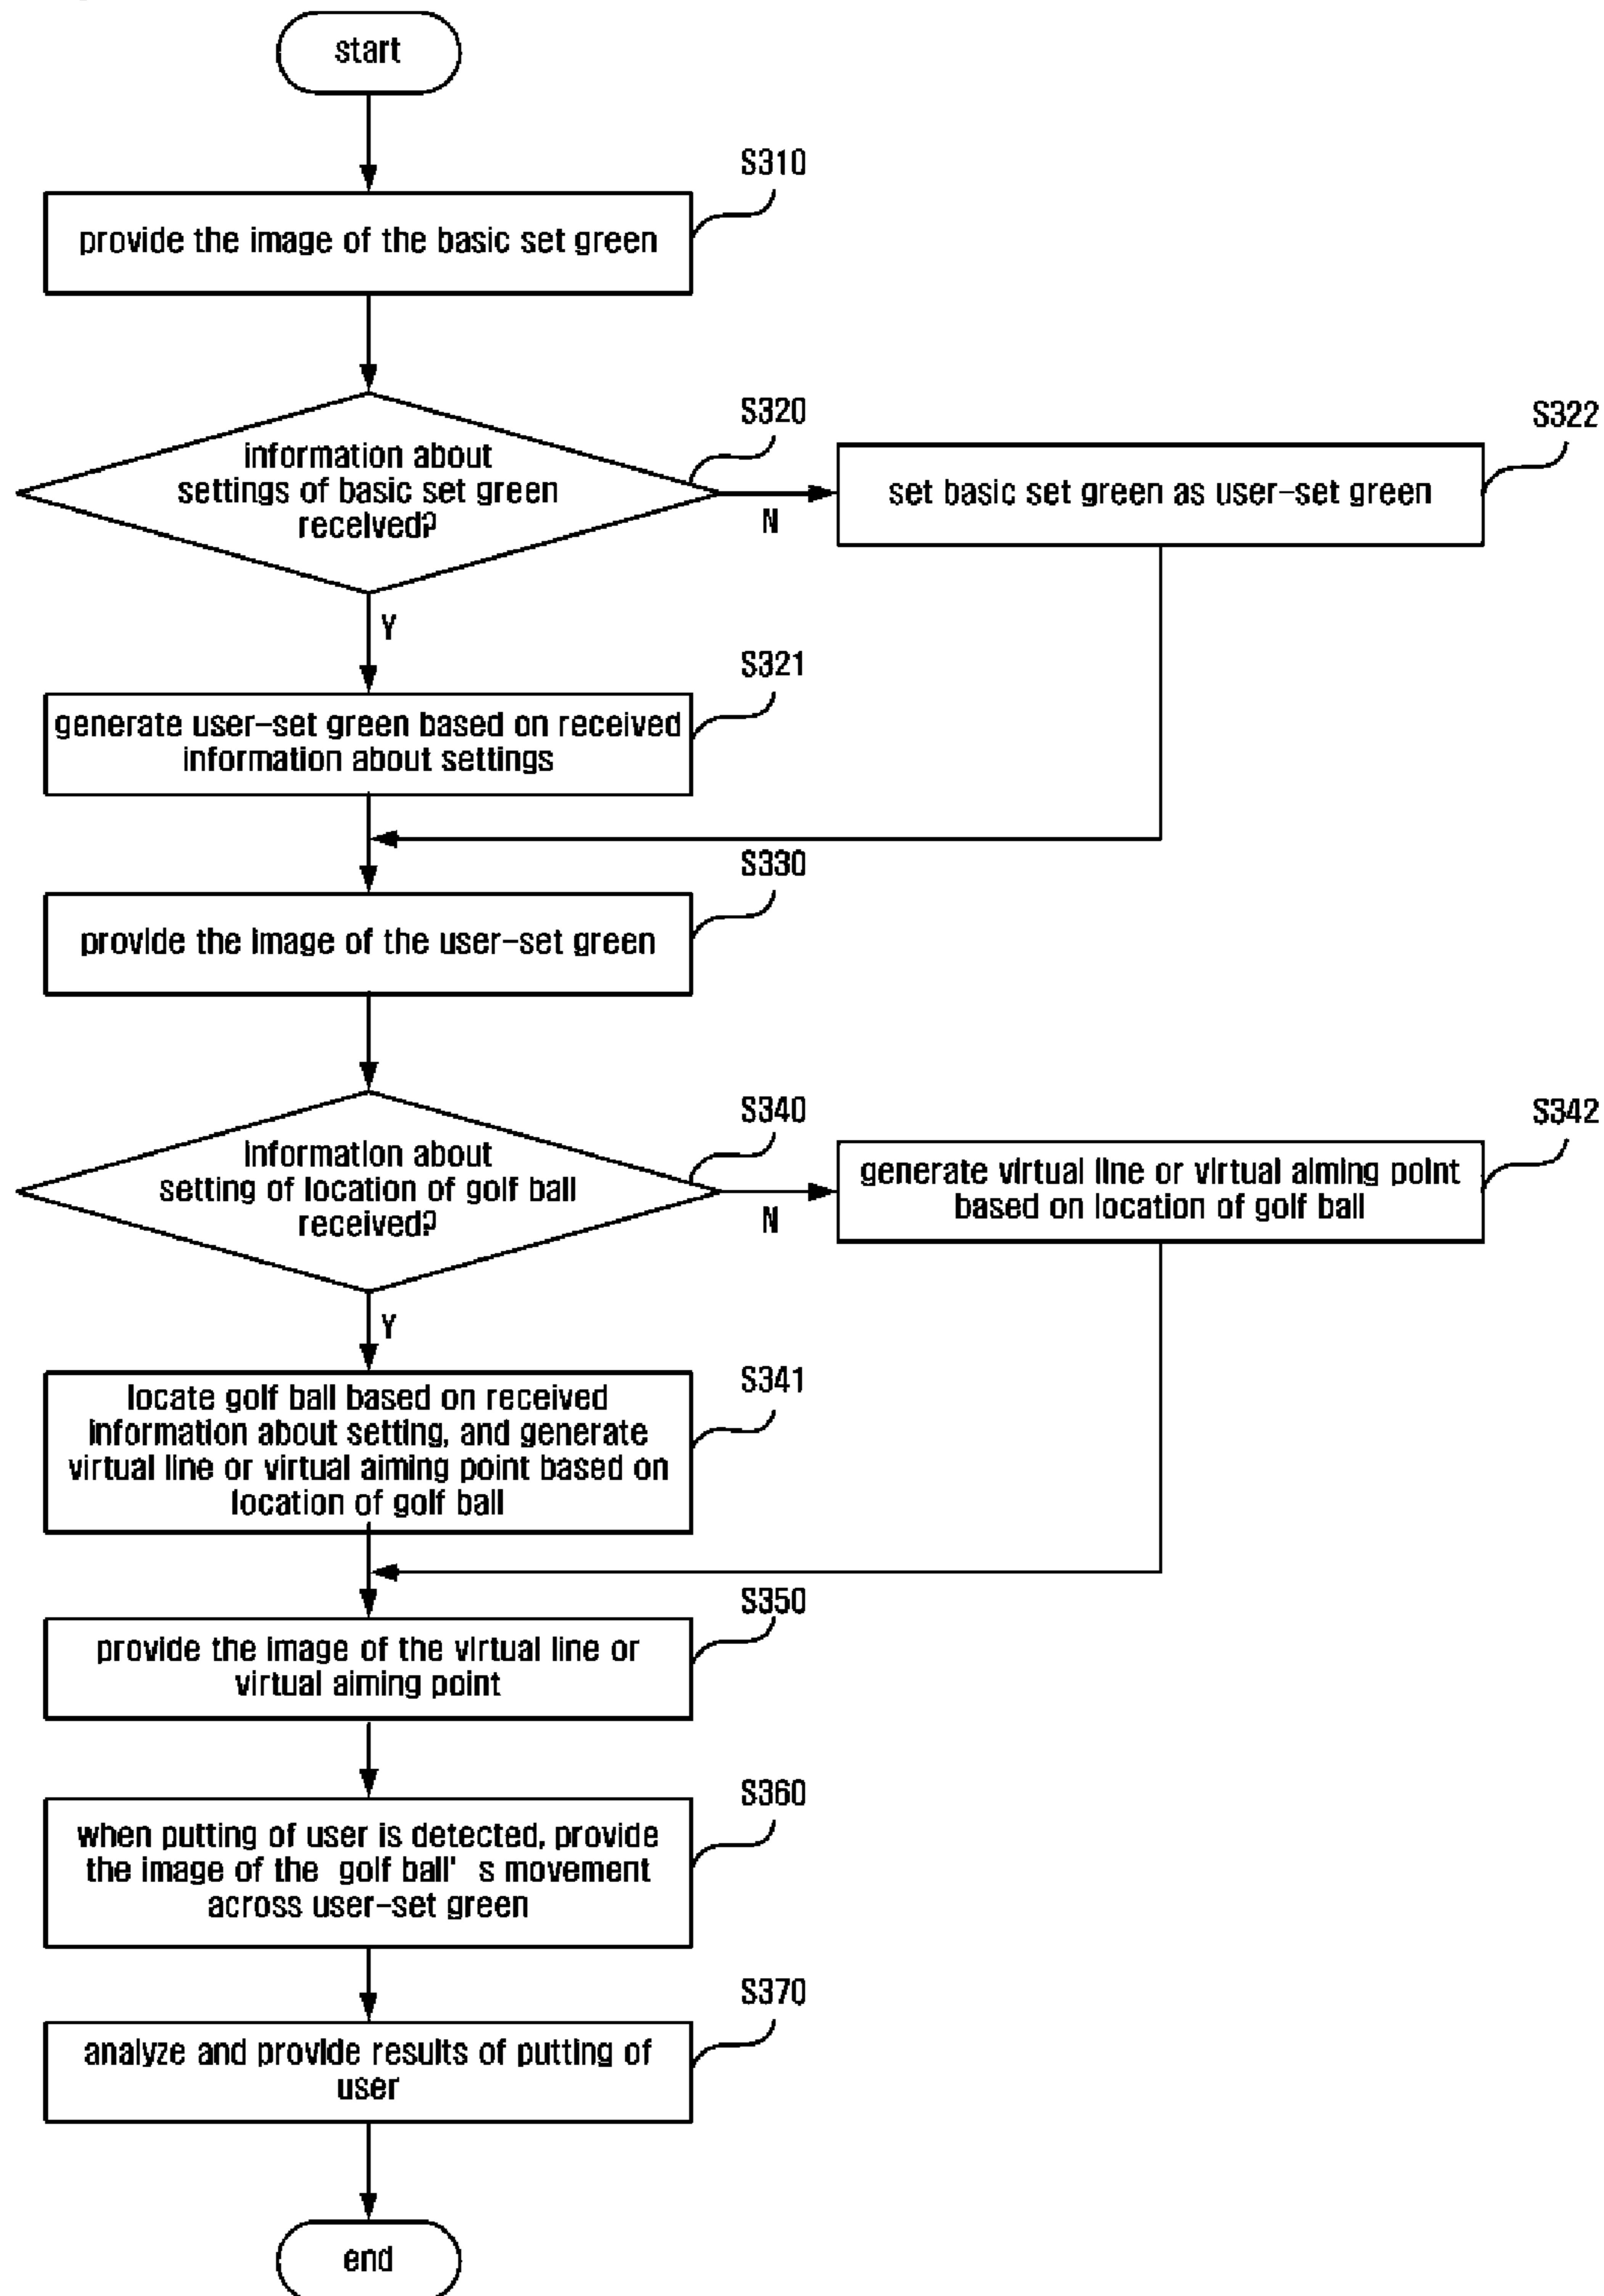 start
S310
provide the image of the basic set green
S320
information about
settings of basic set green
received?
N
S322
set basic set green as user-set green
Y
S321
generate user-set green based on received
information about settings
S330
provide the image of the user-set green
S340
information about
setting of location of golf ball
received?
N
S342
generate virtual line or virtual aiming point
based on location of golf ball
Y
S341
locate golf ball based on received
information about setting, and generate
virtual line or virtual aiming point based on
location of golf ball
S350
provide the image of the virtual line or
virtual aiming point
S360
when putting of user is detected, provide
the image of the golf ball' s movement
across user-set green
S370
analyze and provide results of putting of
user
end